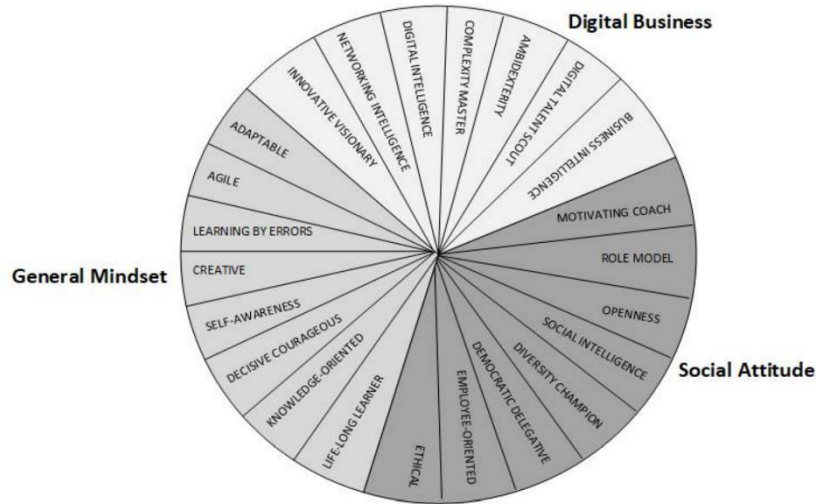 Digital Business
INNOVATIVE VISIONARY
NETWORKING INTELLIGENCE
DIGITAL INTELLIGENCE
COMPLEXITY MASTER
AMBIDEXTERITY
DIGITAL TALENT SCOUT
BUSINESS INTELLIGENCE
MOTIVATING COACH
ROLE MODEL
OPENNESS
SOCIAL INTELLIGENCE
DIVERSITY CHAMPION
DEMOCRATIC DELEGATIVE
EMPLOYEE-ORIENTED
ETHICAL
Social Attitude
LIFE-LONG LEARNER
KNOWLEDGE-ORIENTED
DECISIVE COURAGEOUS
SELF-AWARENESS
CREATIVE
LEARNING BY ERRORS
AGILE
ADAPTABLE
General Mindset